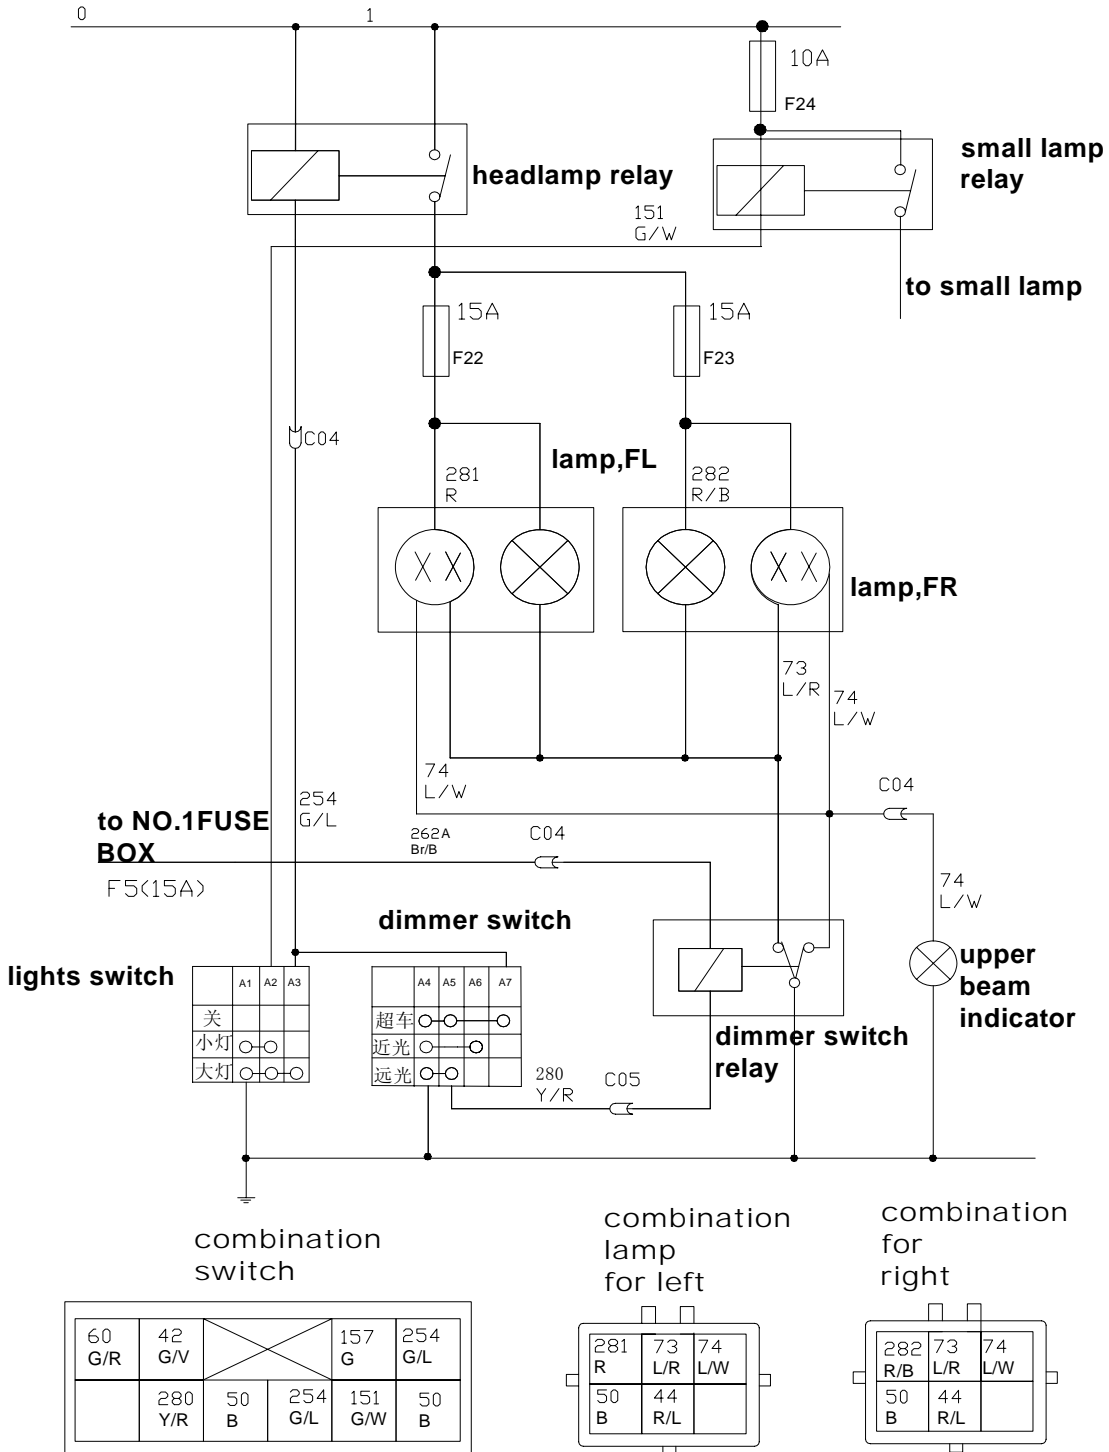 0
1
10A
F24
headlamp relay
small lamp
relay
151
G/W
to small lamp
15A
F22
15A
F23
C04
lamp,FL
281
R
282
R/B
lamp,FR
73
L/R
74
L/W
74
L/W
C04
254
G/L
to NO.1FUSE
BOX
262A
Br/B
C04
F5(15A)
74
L/W
dimmer switch
lights switch
A1 A2 A3
关
小灯
大灯
A4 A5 A6 A7
超车
近光
远光
upper
beam
indicator
dimmer switch
relay
280
Y/R
C05
combination
switch
combination
lamp
for left
combination
for
right
60 42 157 254
G/R G/V G G/L
280 50 254 151 50
Y/R B G/L G/W B
281 73 74
R L/R L/W
50 44
B R/L
282 73 74
R/B L/R L/W
50 44
B R/L